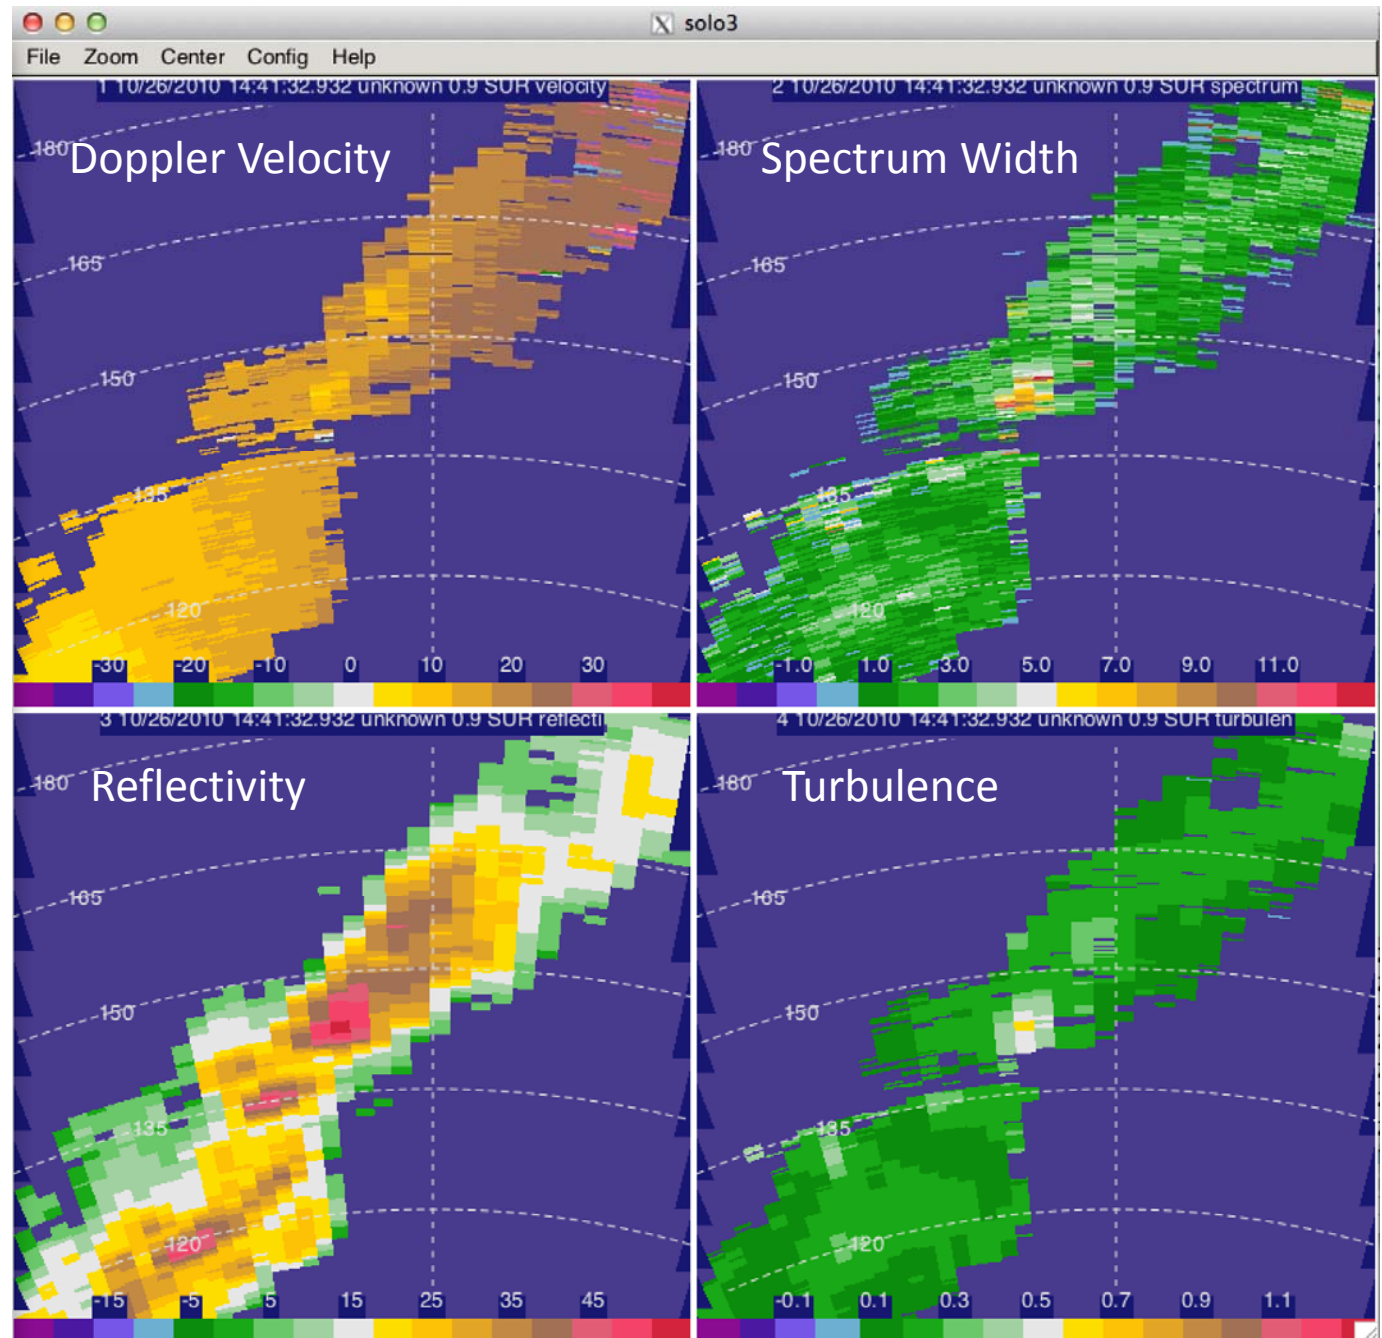 solo3
File Zoom Center Config Help
1 10/26/2010 14:41:32.932 unknown 0.9 SUR velocity
Doppler Velocity
180
165
150
135
120
-30 -20 -10 0 10 20 30
2 10/26/2010 14:41:32.932 unknown 0.9 SUR spectrum
Spectrum Width
180
165
150
135
120
-1.0 1.0 3.0 5.0 7.0 9.0 11.0
3 10/26/2010 14:41:32.932 unknown 0.9 SUR reflecti
Reflectivity
180
165
150
135
120
-15 -5 5 15 25 35 45
4 10/26/2010 14:41:32.932 unknown 0.9 SUR turbulen
Turbulence
180
165
150
135
120
-0.1 0.1 0.3 0.5 0.7 0.9 1.1